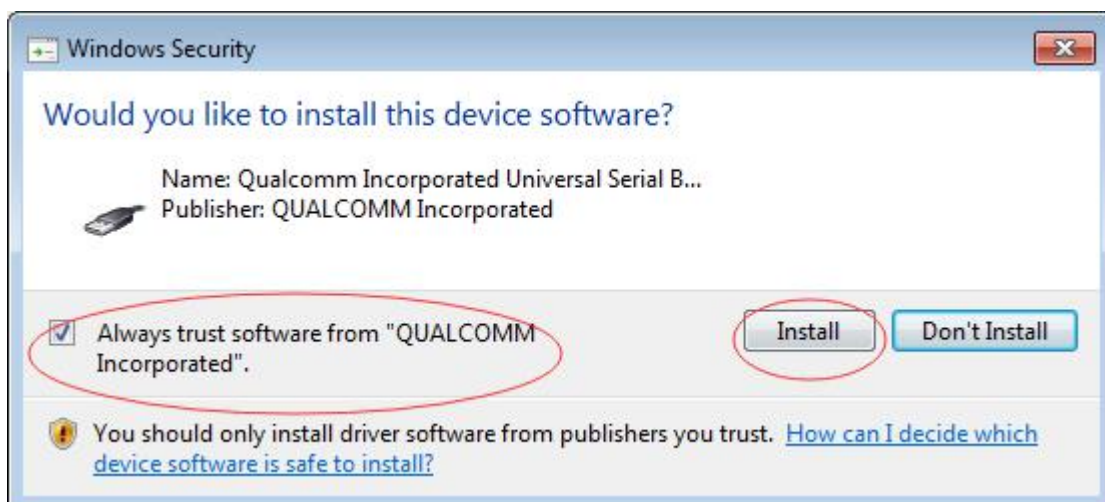 Windows Security
Would you like to install this device software?
Name: Qualcomm Incorporated Universal Serial B...
Publisher: QUALCOMM Incorporated
Always trust software from "QUALCOMM
Incorporated".
Install
Don't Install
You should only install driver software from publishers you trust. How can I decide which
device software is safe to install?